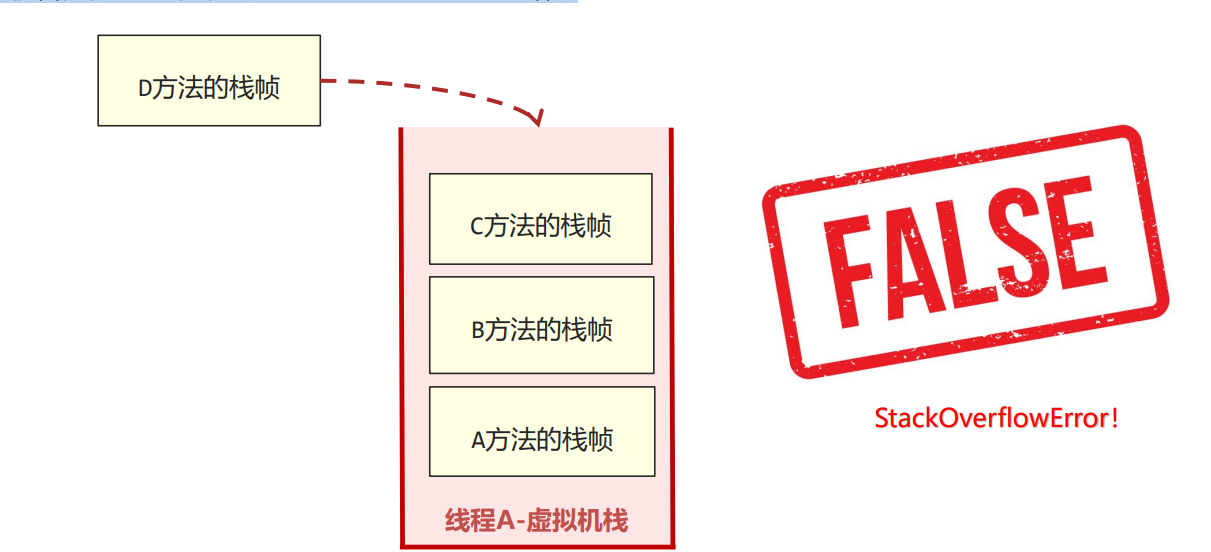 D方法的栈帧
C方法的栈帧
B方法的栈帧
A方法的栈帧
线程A-虚拟机栈
FALSE
StackOverflowError!